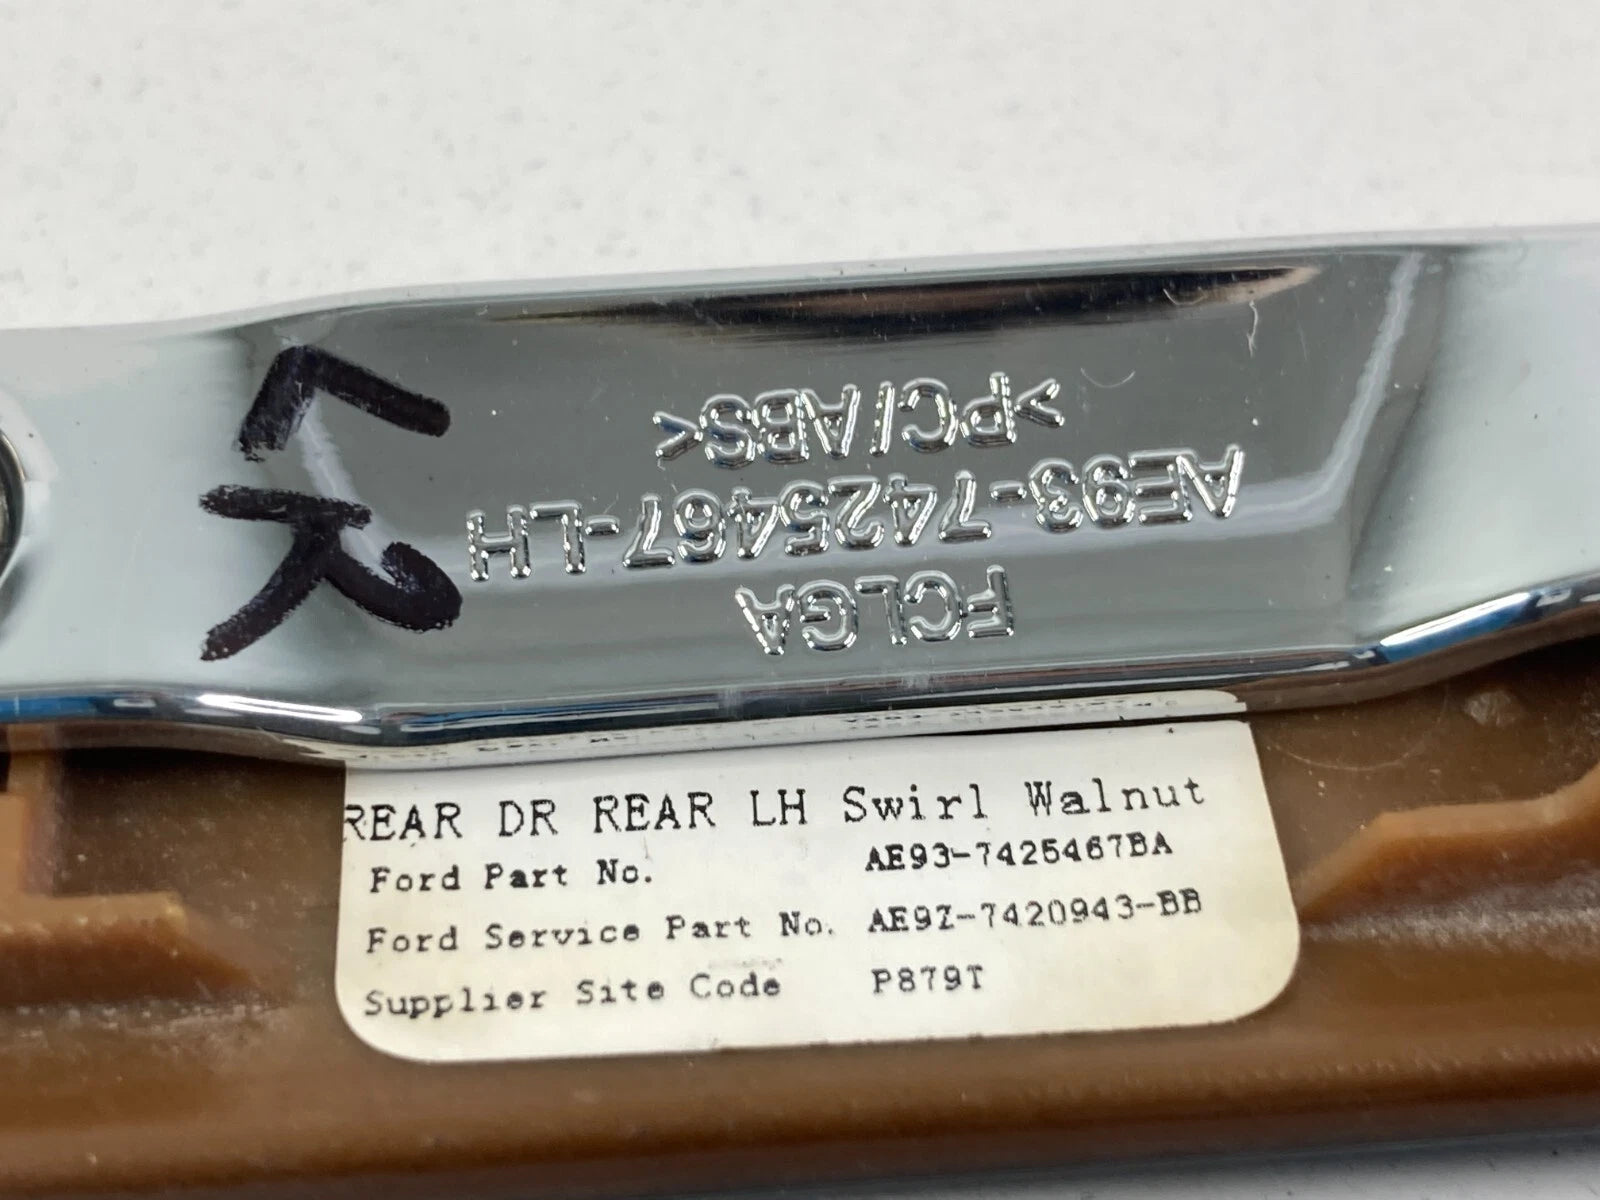 LR
FCLGA
AE93-7425467-LH
>PC/ABS<
REAR DR REAR LH Swirl Walnut
Ford Part No. AE93-7425467BA
Ford Service Part No. AE9Z-7420943-BB
Supplier Site Code P879T